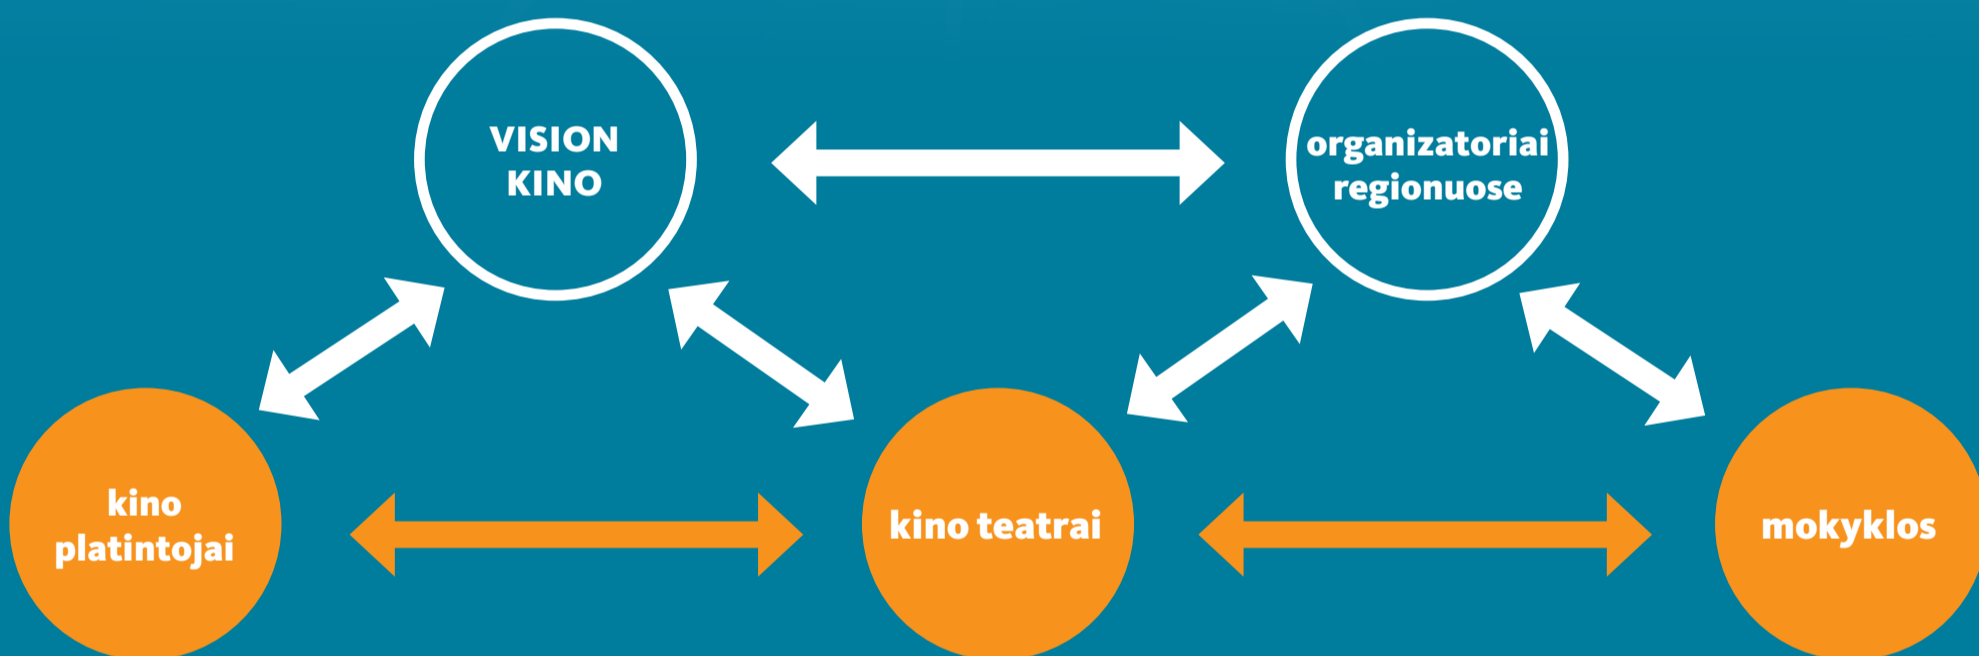 VISION
KINO
organizatoriai
regionuose
kino
platintojai
kino teatrai
mokyklos